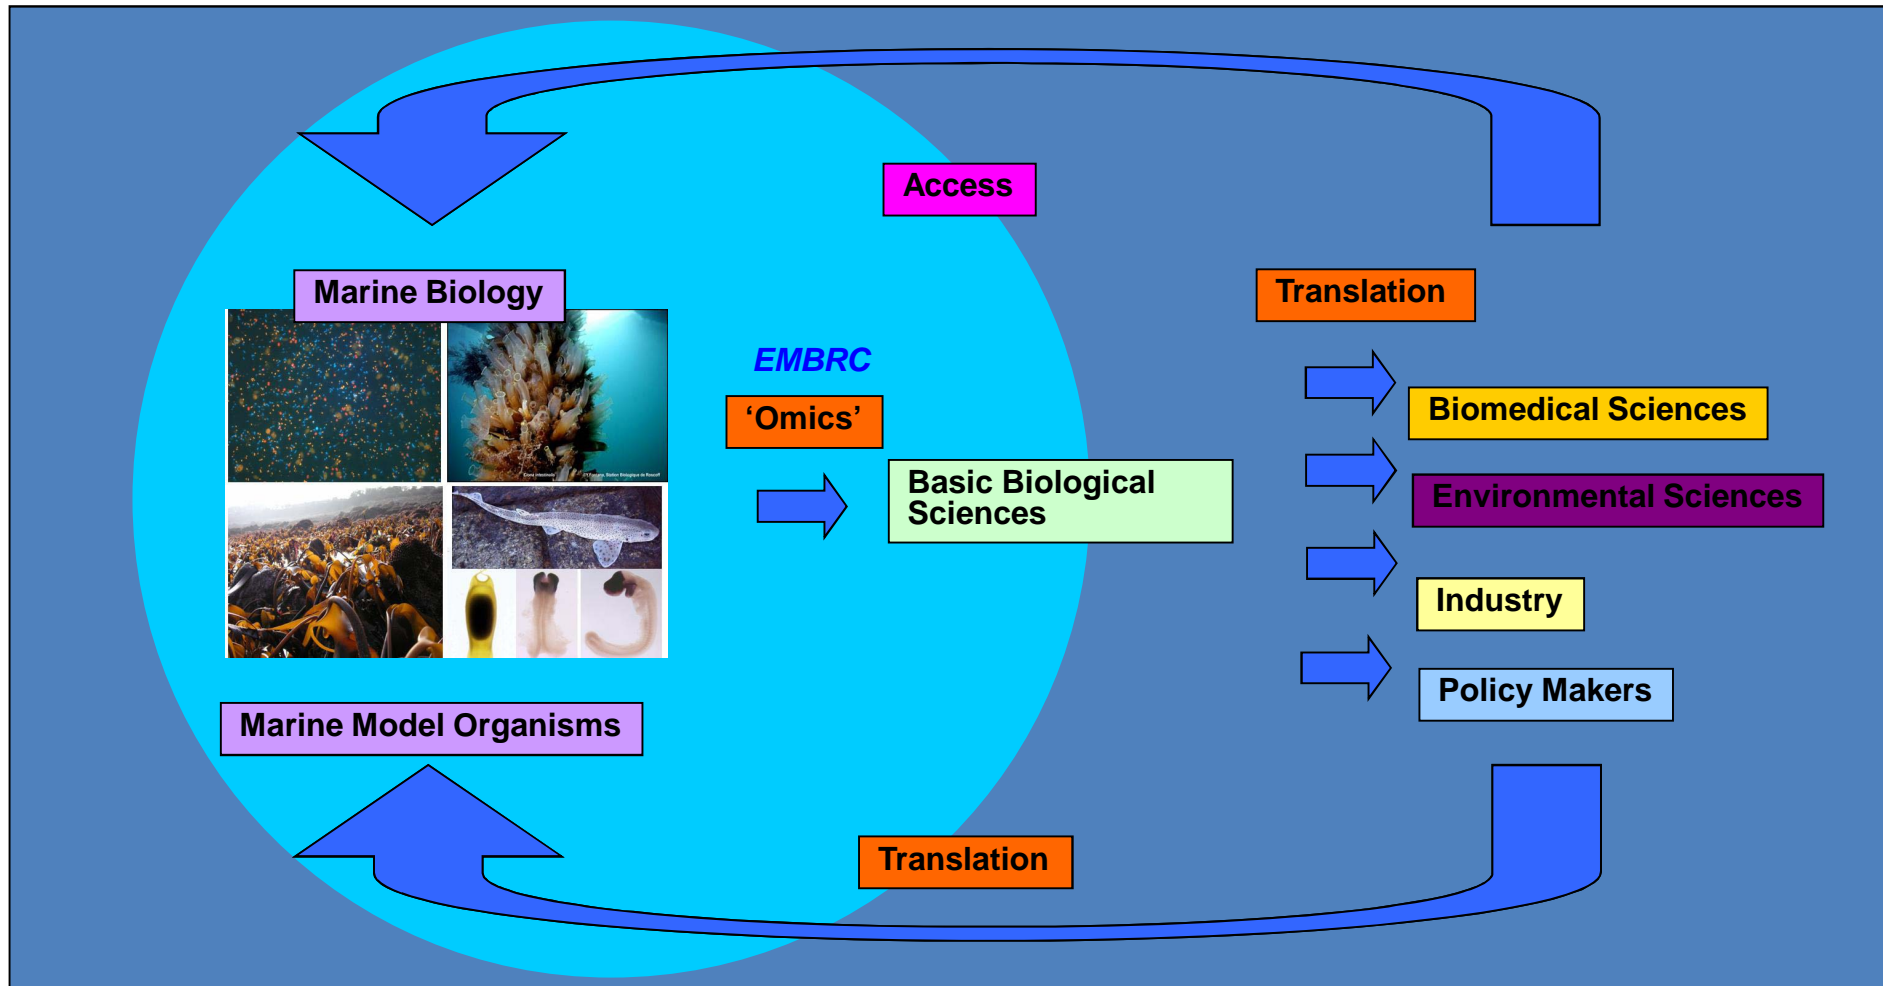 Access
Marine Biology
Translation
EMBRC
‘Omics’
Biomedical Sciences
Basic Biological
Sciences
Environmental Sciences
Industry
Policy Makers
Marine Model Organisms
Translation